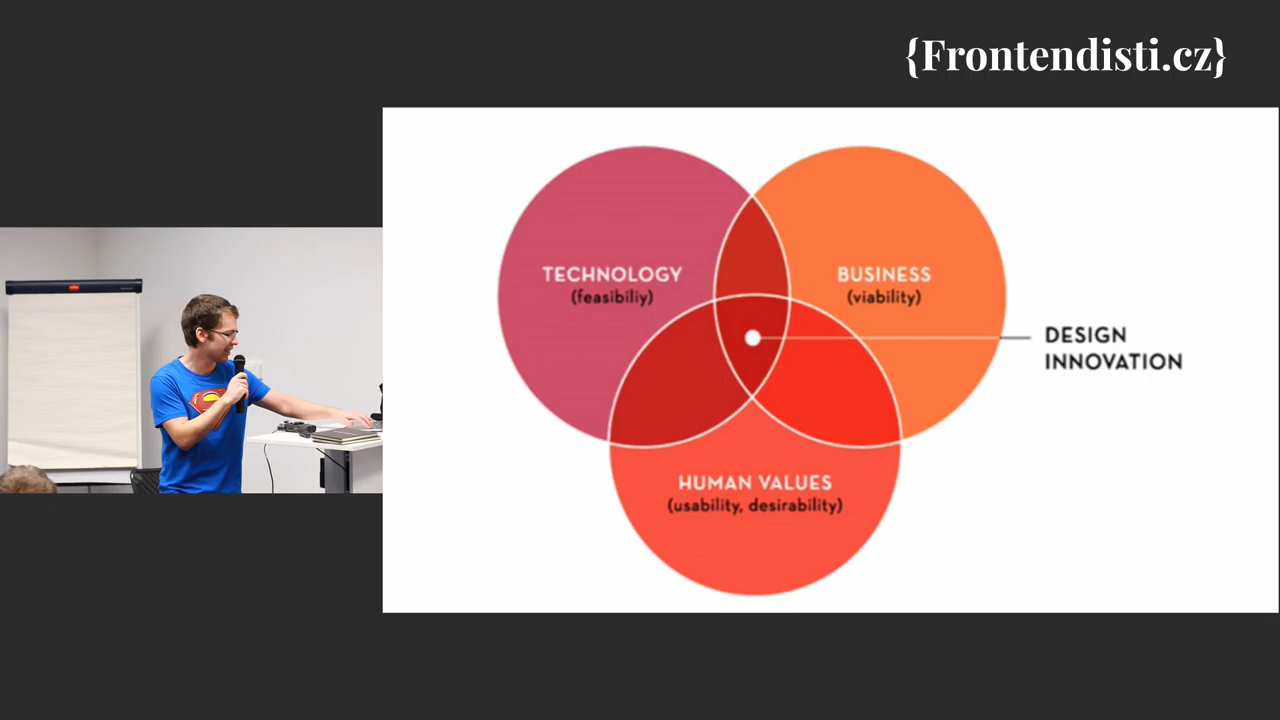 {Frontendisti.cz}
TECHNOLOGY
(feasibiliy)
BUSINESS
(viability)
DESIGN
INNOVATION
HUMAN VALUES
(usability, desirability)